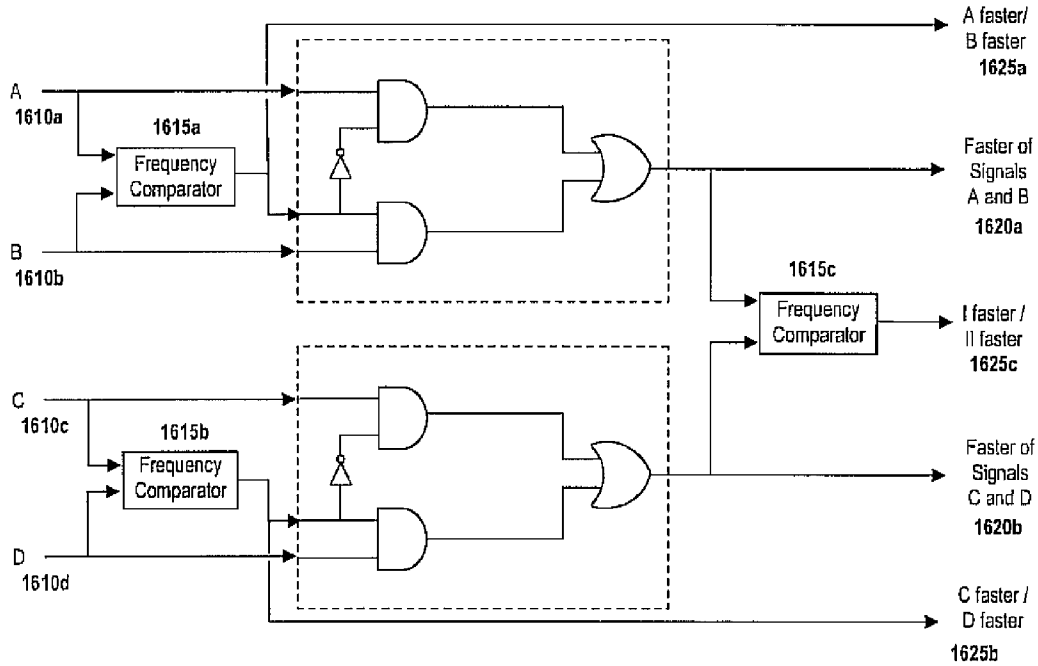 A faster/
B faster
1625a
A
1610a
1615a
Frequency
Comparator
Faster of
Signals
A and B
1620a
B
1610b
1615c
Frequency
Comparator
I faster /
II faster
1625c
C
1610c
1615b
Frequency
Comparator
Faster of
Signals
C and D
1620b
D
1610d
C faster /
D faster
1625b